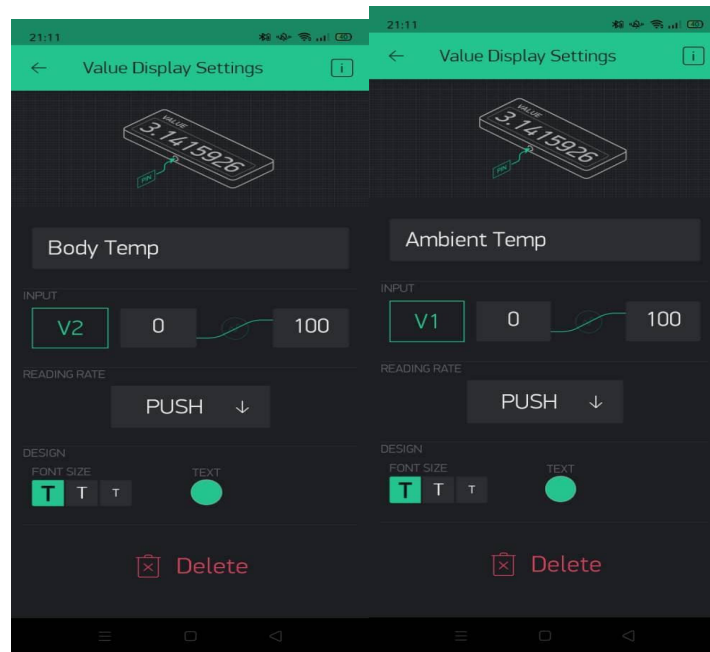 21:11
40
← Value Display Settings i
VALUE
3.1415926
PIN
Body Temp
INPUT
V2 0 100
READING RATE
PUSH ↓
DESIGN
FONT SIZE TEXT
T T T
Delete
21:11
40
← Value Display Settings i
VALUE
3.1415926
PIN
Ambient Temp
INPUT
V1 0 100
READING RATE
PUSH ↓
DESIGN
FONT SIZE TEXT
T T T
Delete